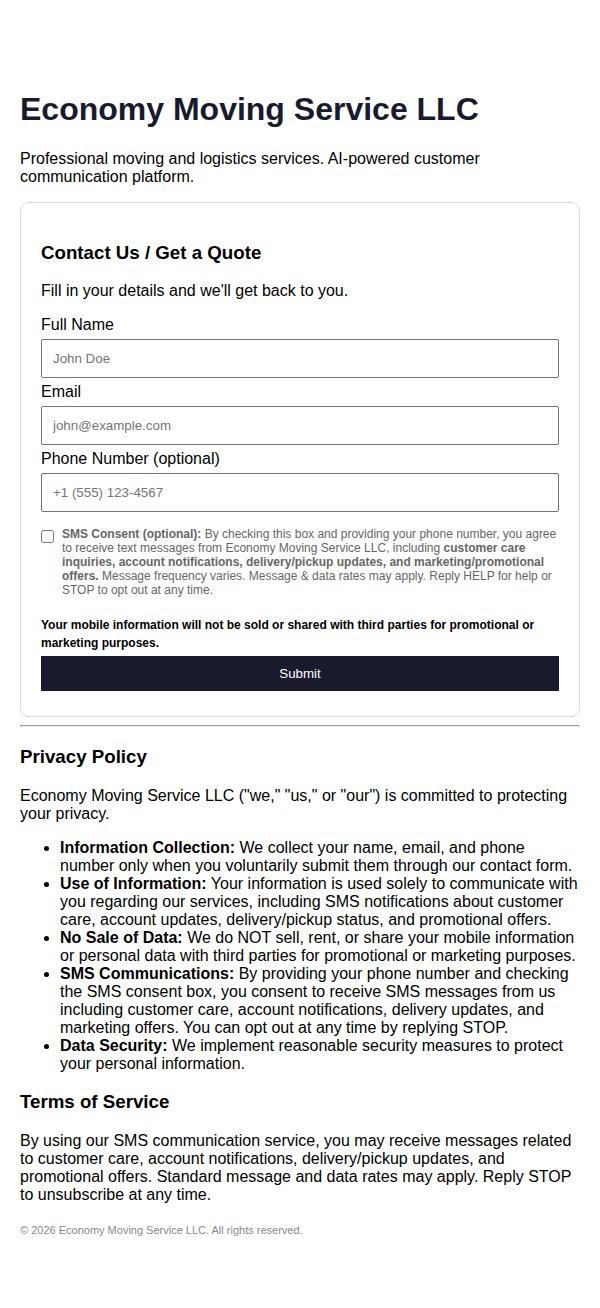 Economy Moving Service LLC
Professional moving and logistics services. AI-powered customer
communication platform.
Contact Us / Get a Quote
Fill in your details and we'll get back to you.
Full Name
John Doe
Email
john@example.com
Phone Number (optional)
+1 (555) 123-4567
SMS Consent (optional): By checking this box and providing your phone number, you agree
to receive text messages from Economy Moving Service LLC, including customer care
inquiries, account notifications, delivery/pickup updates, and marketing/promotional
offers. Message frequency varies. Message & data rates may apply. Reply HELP for help or
STOP to opt out at any time.
Your mobile information will not be sold or shared with third parties for promotional or
marketing purposes.
Submit
Privacy Policy
Economy Moving Service LLC ("we," "us," or "our") is committed to protecting
your privacy.
• Information Collection: We collect your name, email, and phone
number only when you voluntarily submit them through our contact form.
• Use of Information: Your information is used solely to communicate with
you regarding our services, including SMS notifications about customer
care, account updates, delivery/pickup status, and promotional offers.
• No Sale of Data: We do NOT sell, rent, or share your mobile information
or personal data with third parties for promotional or marketing purposes.
• SMS Communications: By providing your phone number and checking
the SMS consent box, you consent to receive SMS messages from us
including customer care, account notifications, delivery updates, and
marketing offers. You can opt out at any time by replying STOP.
• Data Security: We implement reasonable security measures to protect
your personal information.
Terms of Service
By using our SMS communication service, you may receive messages related
to customer care, account notifications, delivery/pickup updates, and
promotional offers. Standard message and data rates may apply. Reply STOP
to unsubscribe at any time.
© 2026 Economy Moving Service LLC. All rights reserved.